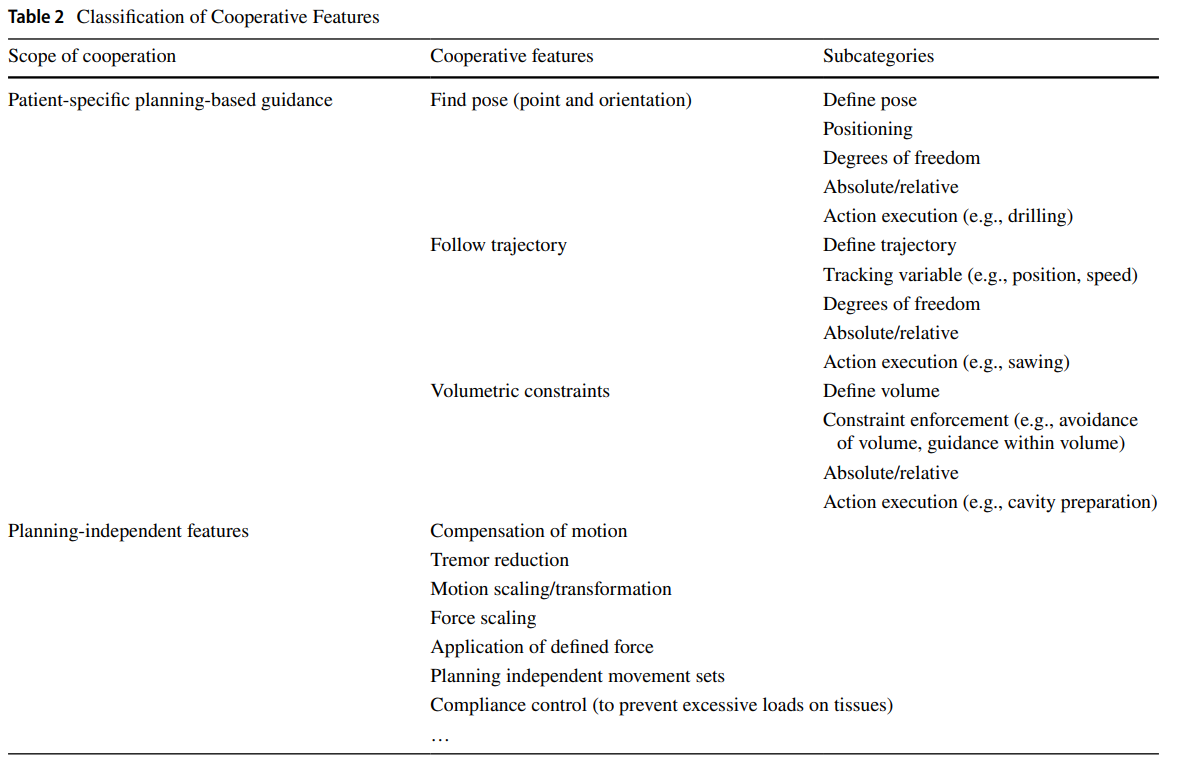 Table 2 Classification of Cooperative Features
Scope of cooperation Cooperative features Subcategories
Patient-specific planning-based guidance Find pose (point and orientation) Define pose
Positioning
Degrees of freedom
Absolute/relative
Action execution (e.g., drilling)
Follow trajectory Define trajectory
Tracking variable (e.g., position, speed)
Degrees of freedom
Absolute/relative
Action execution (e.g., sawing)
Volumetric constraints Define volume
Constraint enforcement (e.g., avoidance
of volume, guidance within volume)
Absolute/relative
Action execution (e.g., cavity preparation)
Planning-independent features Compensation of motion
Tremor reduction
Motion scaling/transformation
Force scaling
Application of defined force
Planning independent movement sets
Compliance control (to prevent excessive loads on tissues)
…